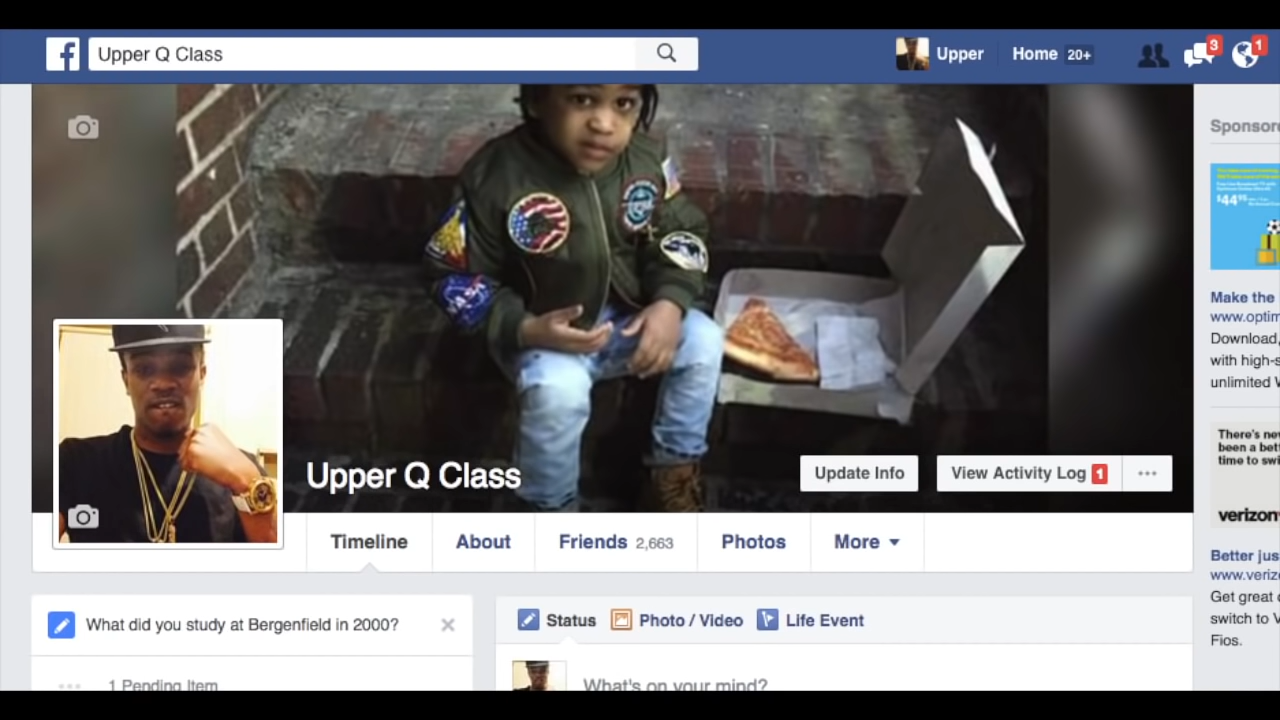 Upper Q Class
Upper
Home 20+
3
1
Sponsor
$44
NASA
Make the
www.optim
Download,
with high-s
unlimited
There's nev
been a bet
time to swi
verizon
Upper Q Class
Update Info
View Activity Log 1
Timeline
About
Friends 2,663
Photos
More
Better jus
www.veriz
Get great
switch to V
Fios.
What did you study at Bergenfield in 2000?
1 Pending Item
Status
Photo / Video
Life Event
What's on your mind?